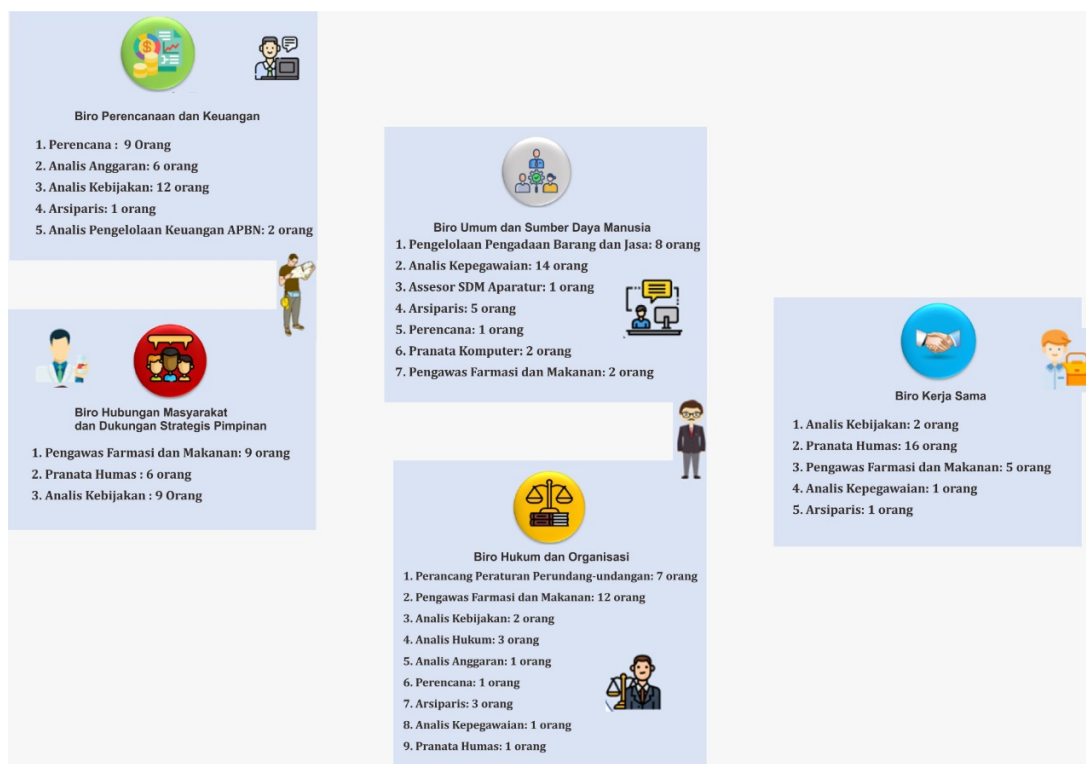 Biro Perencanaan dan Keuangan
1. Perencana : 9 Orang
2. Analis Anggaran: 6 orang
3. Analis Kebijakan: 12 orang
4. Arsiparis: 1 orang
5. Analis Pengelolaan Keuangan APBN: 2 orang
Biro Hubungan Masyarakat
dan Dukungan Strategis Pimpinan
1. Pengawas Farmasi dan Makanan: 9 orang
2. Pranata Humas : 6 orang
3. Analis Kebijakan : 9 Orang
Biro Umum dan Sumber Daya Manusia
1. Pengelolaan Pengadaan Barang dan Jasa: 8 orang
2. Analis Kepegawaian: 14 orang
3. Assesor SDM Aparatur: 1 orang
4. Arsiparis: 5 orang
5. Perencana: 1 orang
6. Pranata Komputer: 2 orang
7. Pengawas Farmasi dan Makanan: 2 orang
Biro Hukum dan Organisasi
1. Perancang Peraturan Perundang-undangan: 7 orang
2. Pengawas Farmasi dan Makanan: 12 orang
3. Analis Kebijakan: 2 orang
4. Analis Hukum: 3 orang
5. Analis Anggaran: 1 orang
6. Perencana: 1 orang
7. Arsiparis: 3 orang
8. Analis Kepegawaian: 1 orang
9. Pranata Humas: 1 orang
Biro Kerja Sama
1. Analis Kebijakan: 2 orang
2. Pranata Humas: 16 orang
3. Pengawas Farmasi dan Makanan: 5 orang
4. Analis Kepegawaian: 1 orang
5. Arsiparis: 1 orang